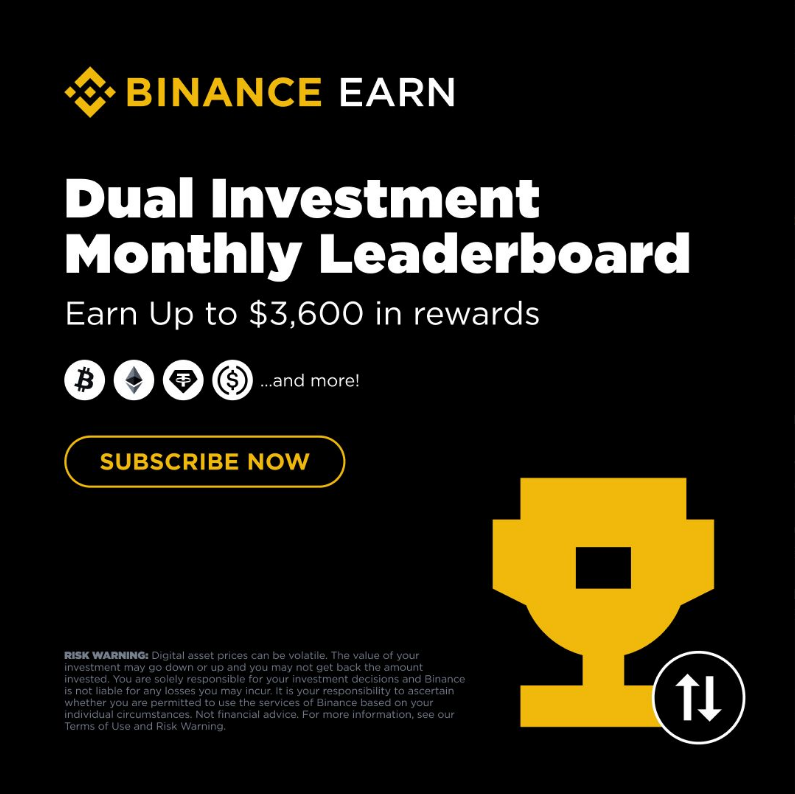 BINANCE EARN
Dual Investment
Monthly Leaderboard
Earn Up to $3,600 in rewards
...and more!
SUBSCRIBE NOW
RISK WARNING: Digital asset prices can be volatile. The value of your
investment may go down or up and you may not get back the amount
invested. You are solely responsible for your investment decisions and Binance
is not liable for any losses you may incur. It is your responsibility to ascertain
whether you are permitted to use the services of Binance based on your
individual circumstances. Not financial advice. For more information, see our
Terms of Use and Risk Warning.